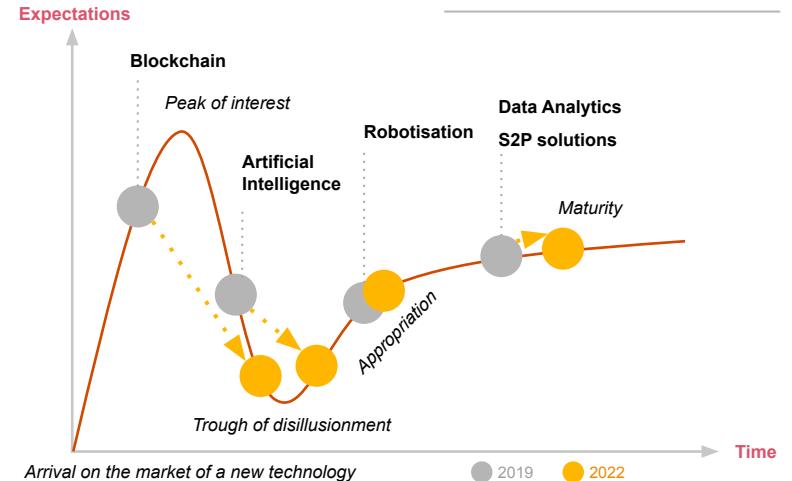 Expectations
Blockchain
Peak of interest
Data Analytics
Robotisation
S2P solutions
Artificial
Intelligence
Maturity
Appropriation
Trough of disillusionment
Time
Arrival on the market of a new technology
2019
2022